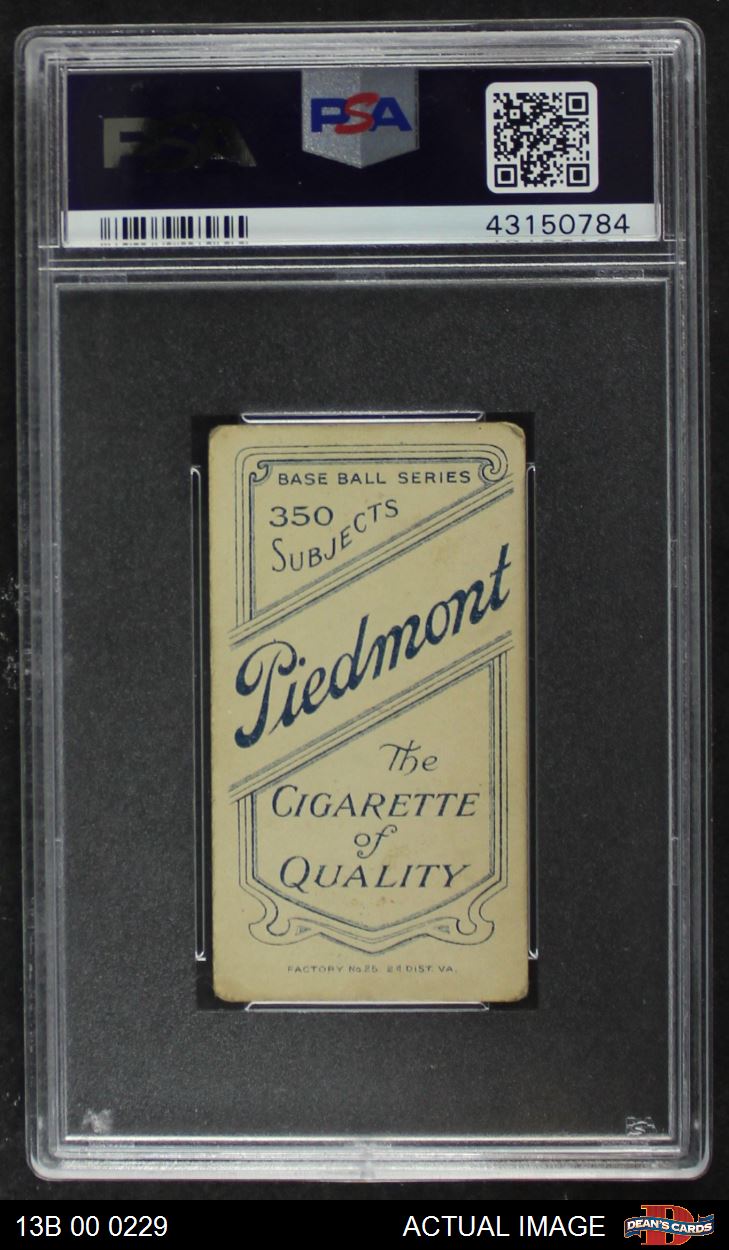 PSA
PSA
43150784
BASE BALL SERIES
350
SUBJECTS
Piedmont
The
CIGARETTE
of
QUALITY
FACTORY No 25 2d DIST. VA.
PSA
13B 00 0229
ACTUAL IMAGE
DEAN'S CARDS